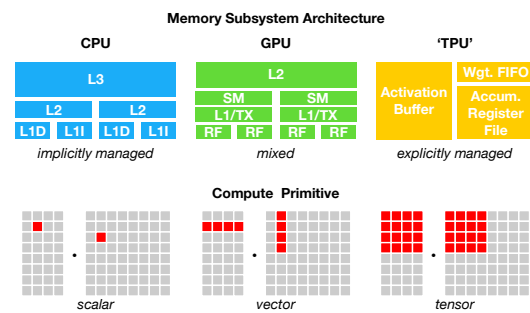 Memory Subsystem Architecture
CPU GPU 'TPU'
L3
L2 L2
L1D L1I L1D L1I
implicitly managed
L2
SM SM
L1/TX L1/TX
RF RF RF RF
mixed
Activation
Buffer
Wgt. FIFO
Accum.
Register
File
explicitly managed
Compute Primitive
scalar vector tensor